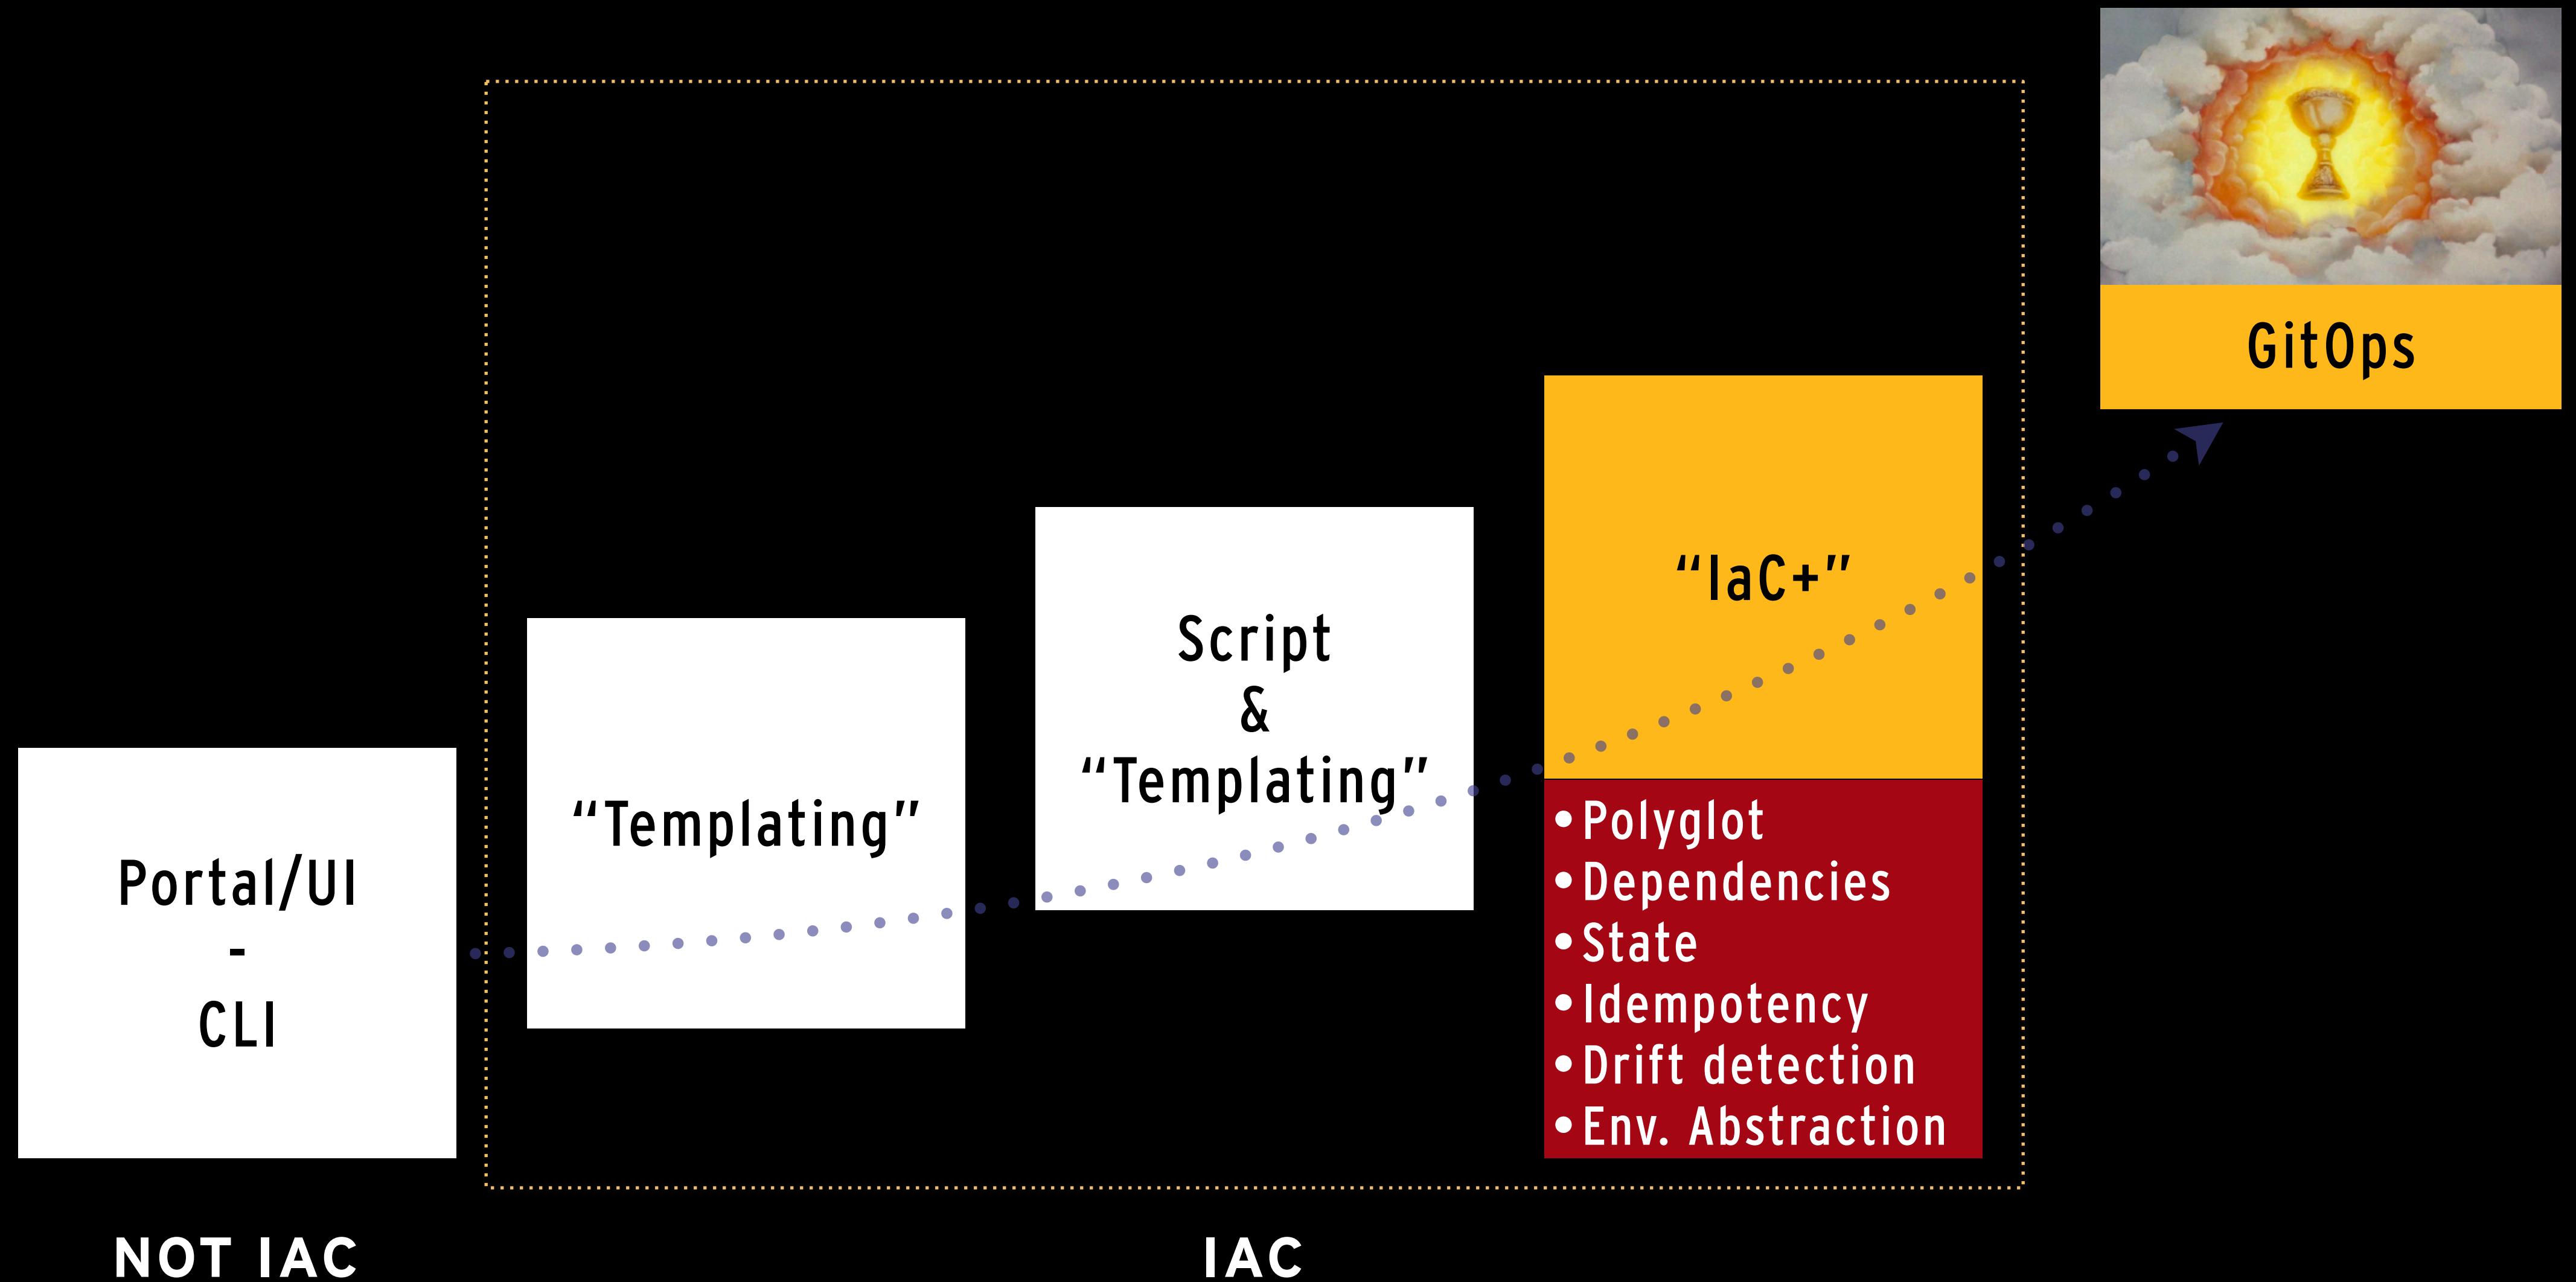 Portal/UI
-
CLI
“Templating”
Script
&
“Templating”
“IaC+”
•Polyglot
•Dependencies
•State
•Idempotency
•Drift detection
•Env. Abstraction
GitOps
NOT IAC
IAC